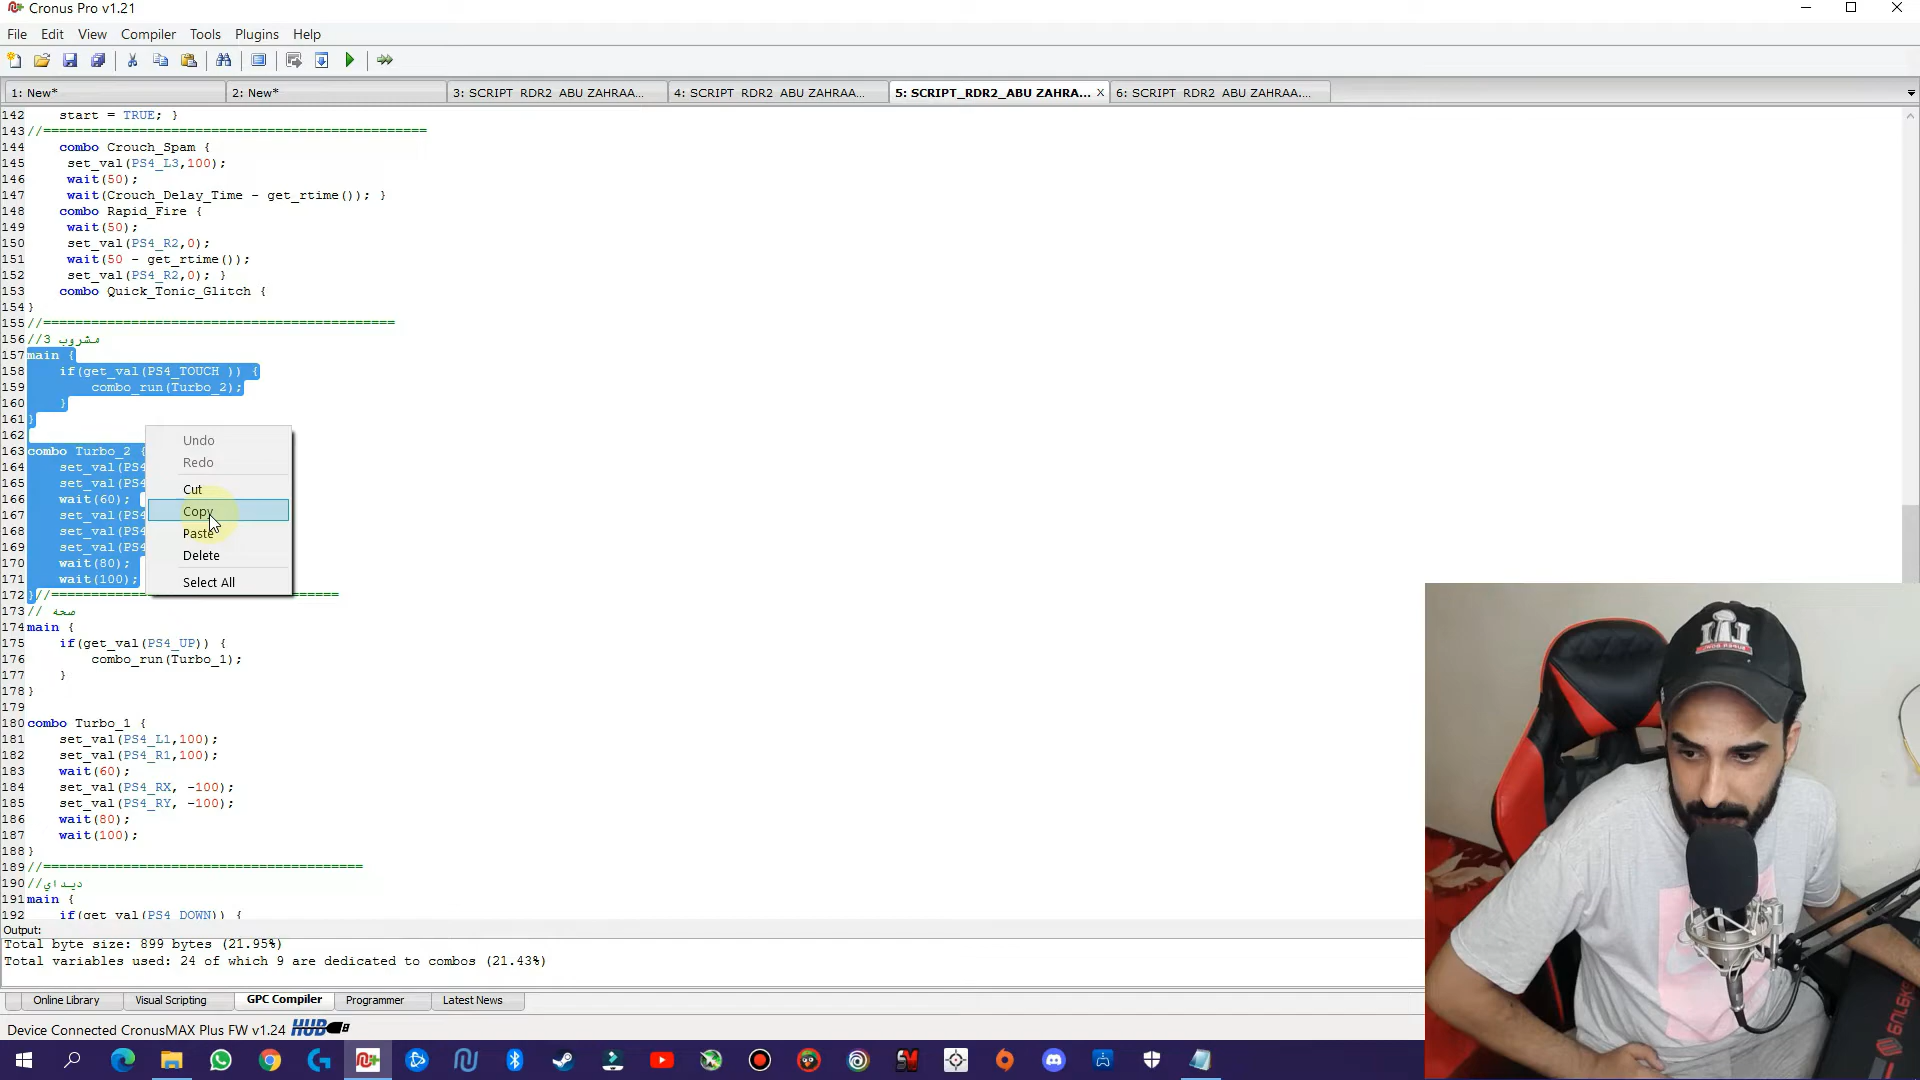 Cronus Pro v1.21
File Edit View Compiler Tools Plugins Help
1: New* 2: New* 3: SCRIPT_RDR2_ABU ZAHRAA... 4: SCRIPT_RDR2_ABU ZAHRAA... 5: SCRIPT_RDR2_ABU ZAHRA... X 6: SCRIPT_RDR2_ABU ZAHRAA....
142 start = TRUE; }
143 //================================================
144 combo Crouch_Spam {
145 set_val(PS4_L3,100);
146 wait(50);
147 wait(Crouch_Delay_Time - get_rtime()); }
148 combo Rapid_Fire {
149 wait(50);
150 set_val(PS4_R2,0);
151 wait(50 - get_rtime());
152 set_val(PS4_R2,0); }
153 combo Quick_Tonic_Glitch {
154 }
155 //============================================
156 //3 مشروب
157 main {
158 if(get_val(PS4_TOUCH )) {
159 combo_run(Turbo_2);
160 }
161 }
162
163 combo Turbo_2 {
164 set_val(PS4
165 set_val(PS4
166 wait(60);
167 set_val(PS4
168 set_val(PS4
169 set_val(PS4
170 wait(80);
171 wait(100);
172 }//=====================================
Undo
Redo
Cut
Copy
Paste
Delete
Select All
173 // صحه
174 main {
175 if(get_val(PS4_UP)) {
176 combo_run(Turbo_1);
177 }
178 }
179
180 combo Turbo_1 {
181 set_val(PS4_L1,100);
182 set_val(PS4_R1,100);
183 wait(60);
184 set_val(PS4_RX, -100);
185 set_val(PS4_RY, -100);
186 wait(80);
187 wait(100);
188 }
189 //========================================
190 //ديداي
191 main {
192 if(get_val(PS4_DOWN)) {
Output:
Total byte size: 899 bytes (21.95%)
Total variables used: 24 of which 9 are dedicated to combos (21.43%)
Online Library Visual Scripting GPC Compiler Programmer Latest News
Device Connected CronusMAX Plus FW v1.24 HUB